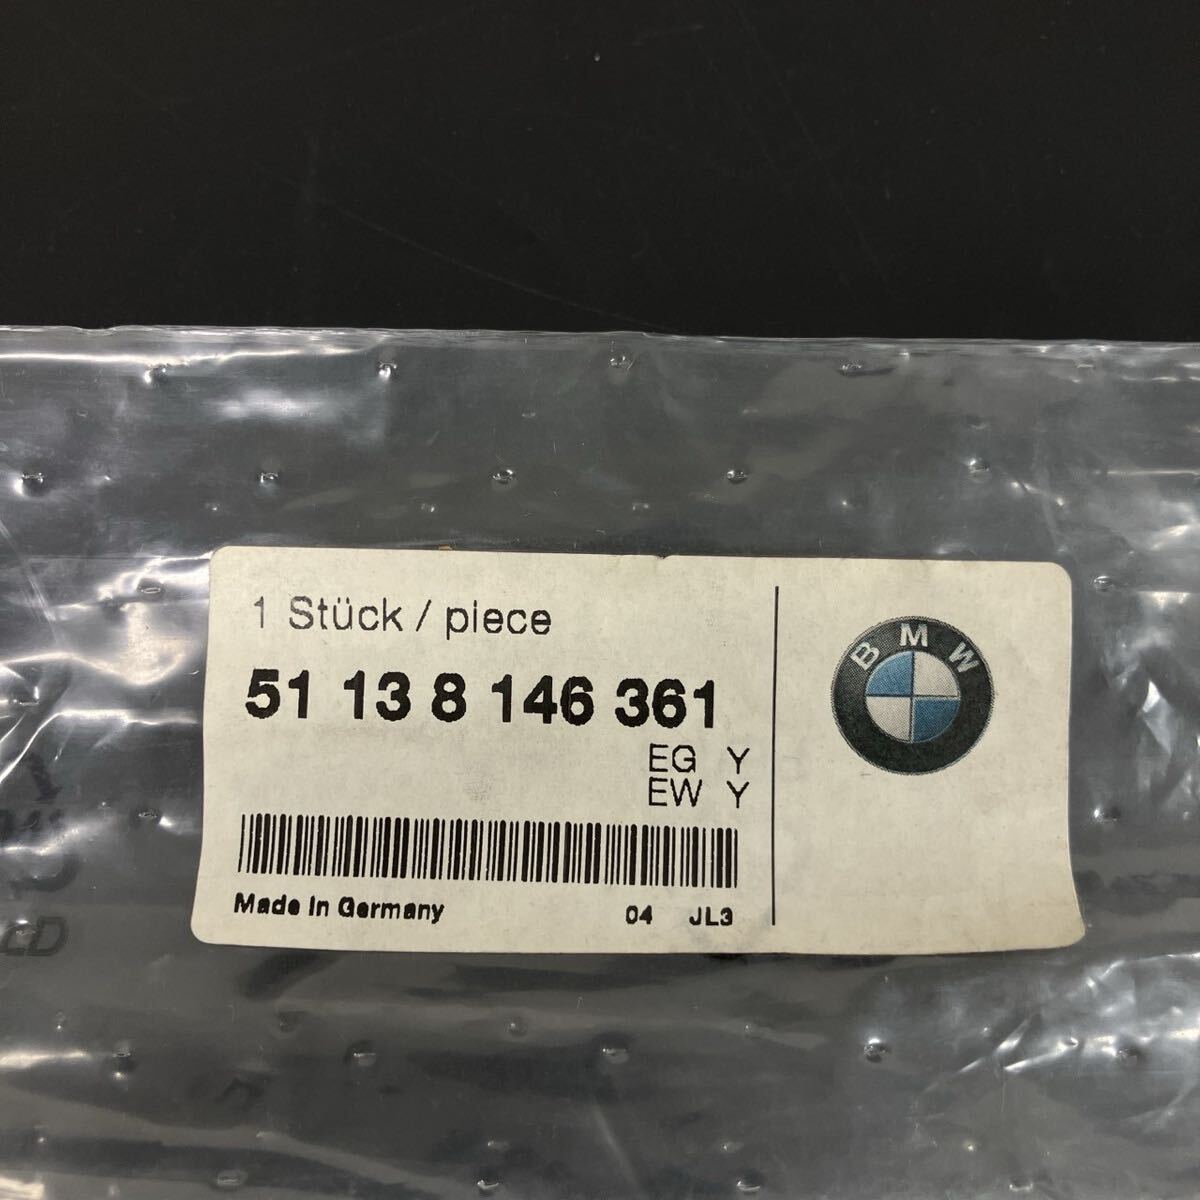 1 Stück / piece
51 13 8 146 361
EG Y
EW Y
Made in Germany 04 JL3
BMW